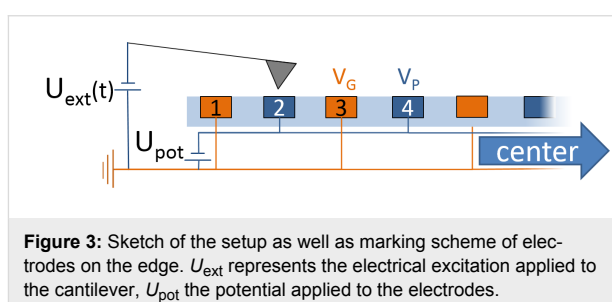 V_G V_P
U_ext(t)
1 2 3 4
U_pot
center
Figure 3: Sketch of the setup as well as marking scheme of elec-
trodes on the edge. U_ext represents the electrical excitation applied to
the cantilever, U_pot the potential applied to the electrodes.